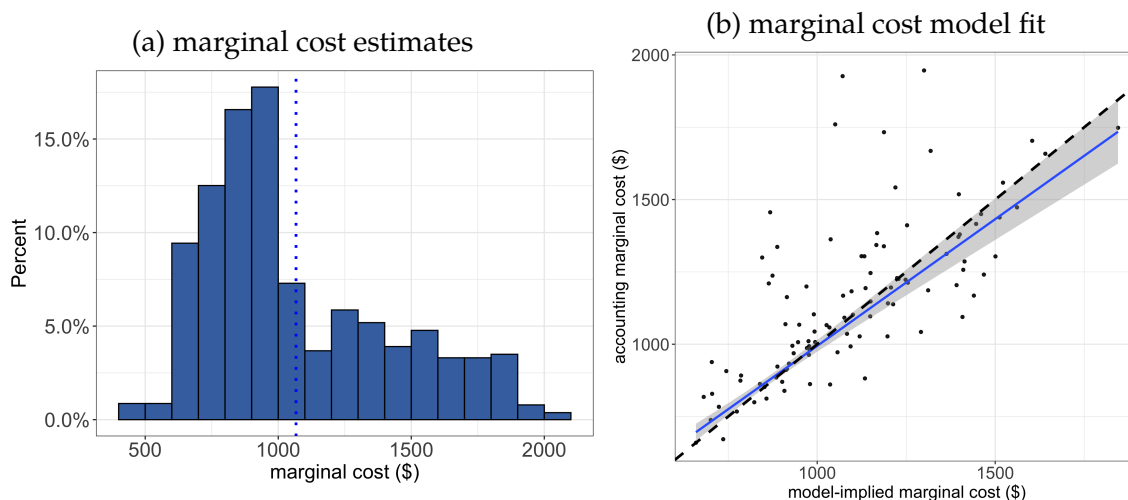 (a) marginal cost estimates
Percent
15.0%
10.0%
5.0%
0.0%
500
1000
1500
2000
marginal cost ($)
(b) marginal cost model fit
accounting marginal cost ($)
2000
1500
1000
1000
1500
model-implied marginal cost ($)